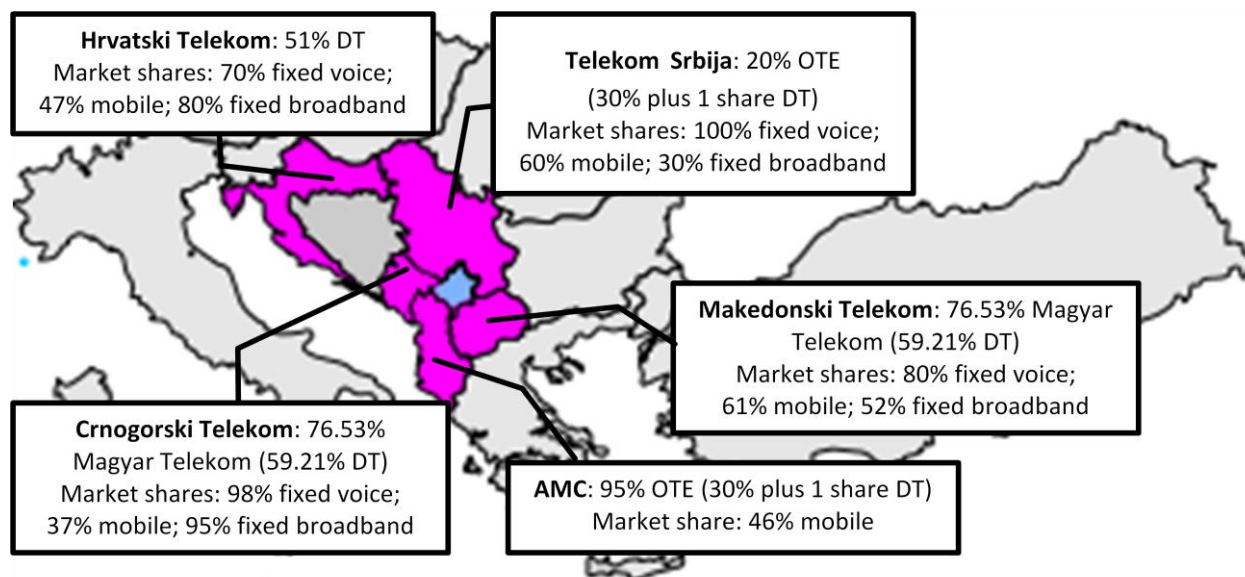 Hrvatski Telekom: 51% DT
Market shares: 70% fixed voice;
47% mobile; 80% fixed broadband
Telekom Srbija: 20% OTE
(30% plus 1 share DT)
Market shares: 100% fixed voice;
60% mobile; 30% fixed broadband
Makedonski Telekom: 76.53% Magyar
Telekom (59.21% DT)
Market shares: 80% fixed voice;
61% mobile; 52% fixed broadband
Crnogorski Telekom: 76.53%
Magyar Telekom (59.21% DT)
Market shares: 98% fixed voice;
37% mobile; 95% fixed broadband
AMC: 95% OTE (30% plus 1 share DT)
Market share: 46% mobile